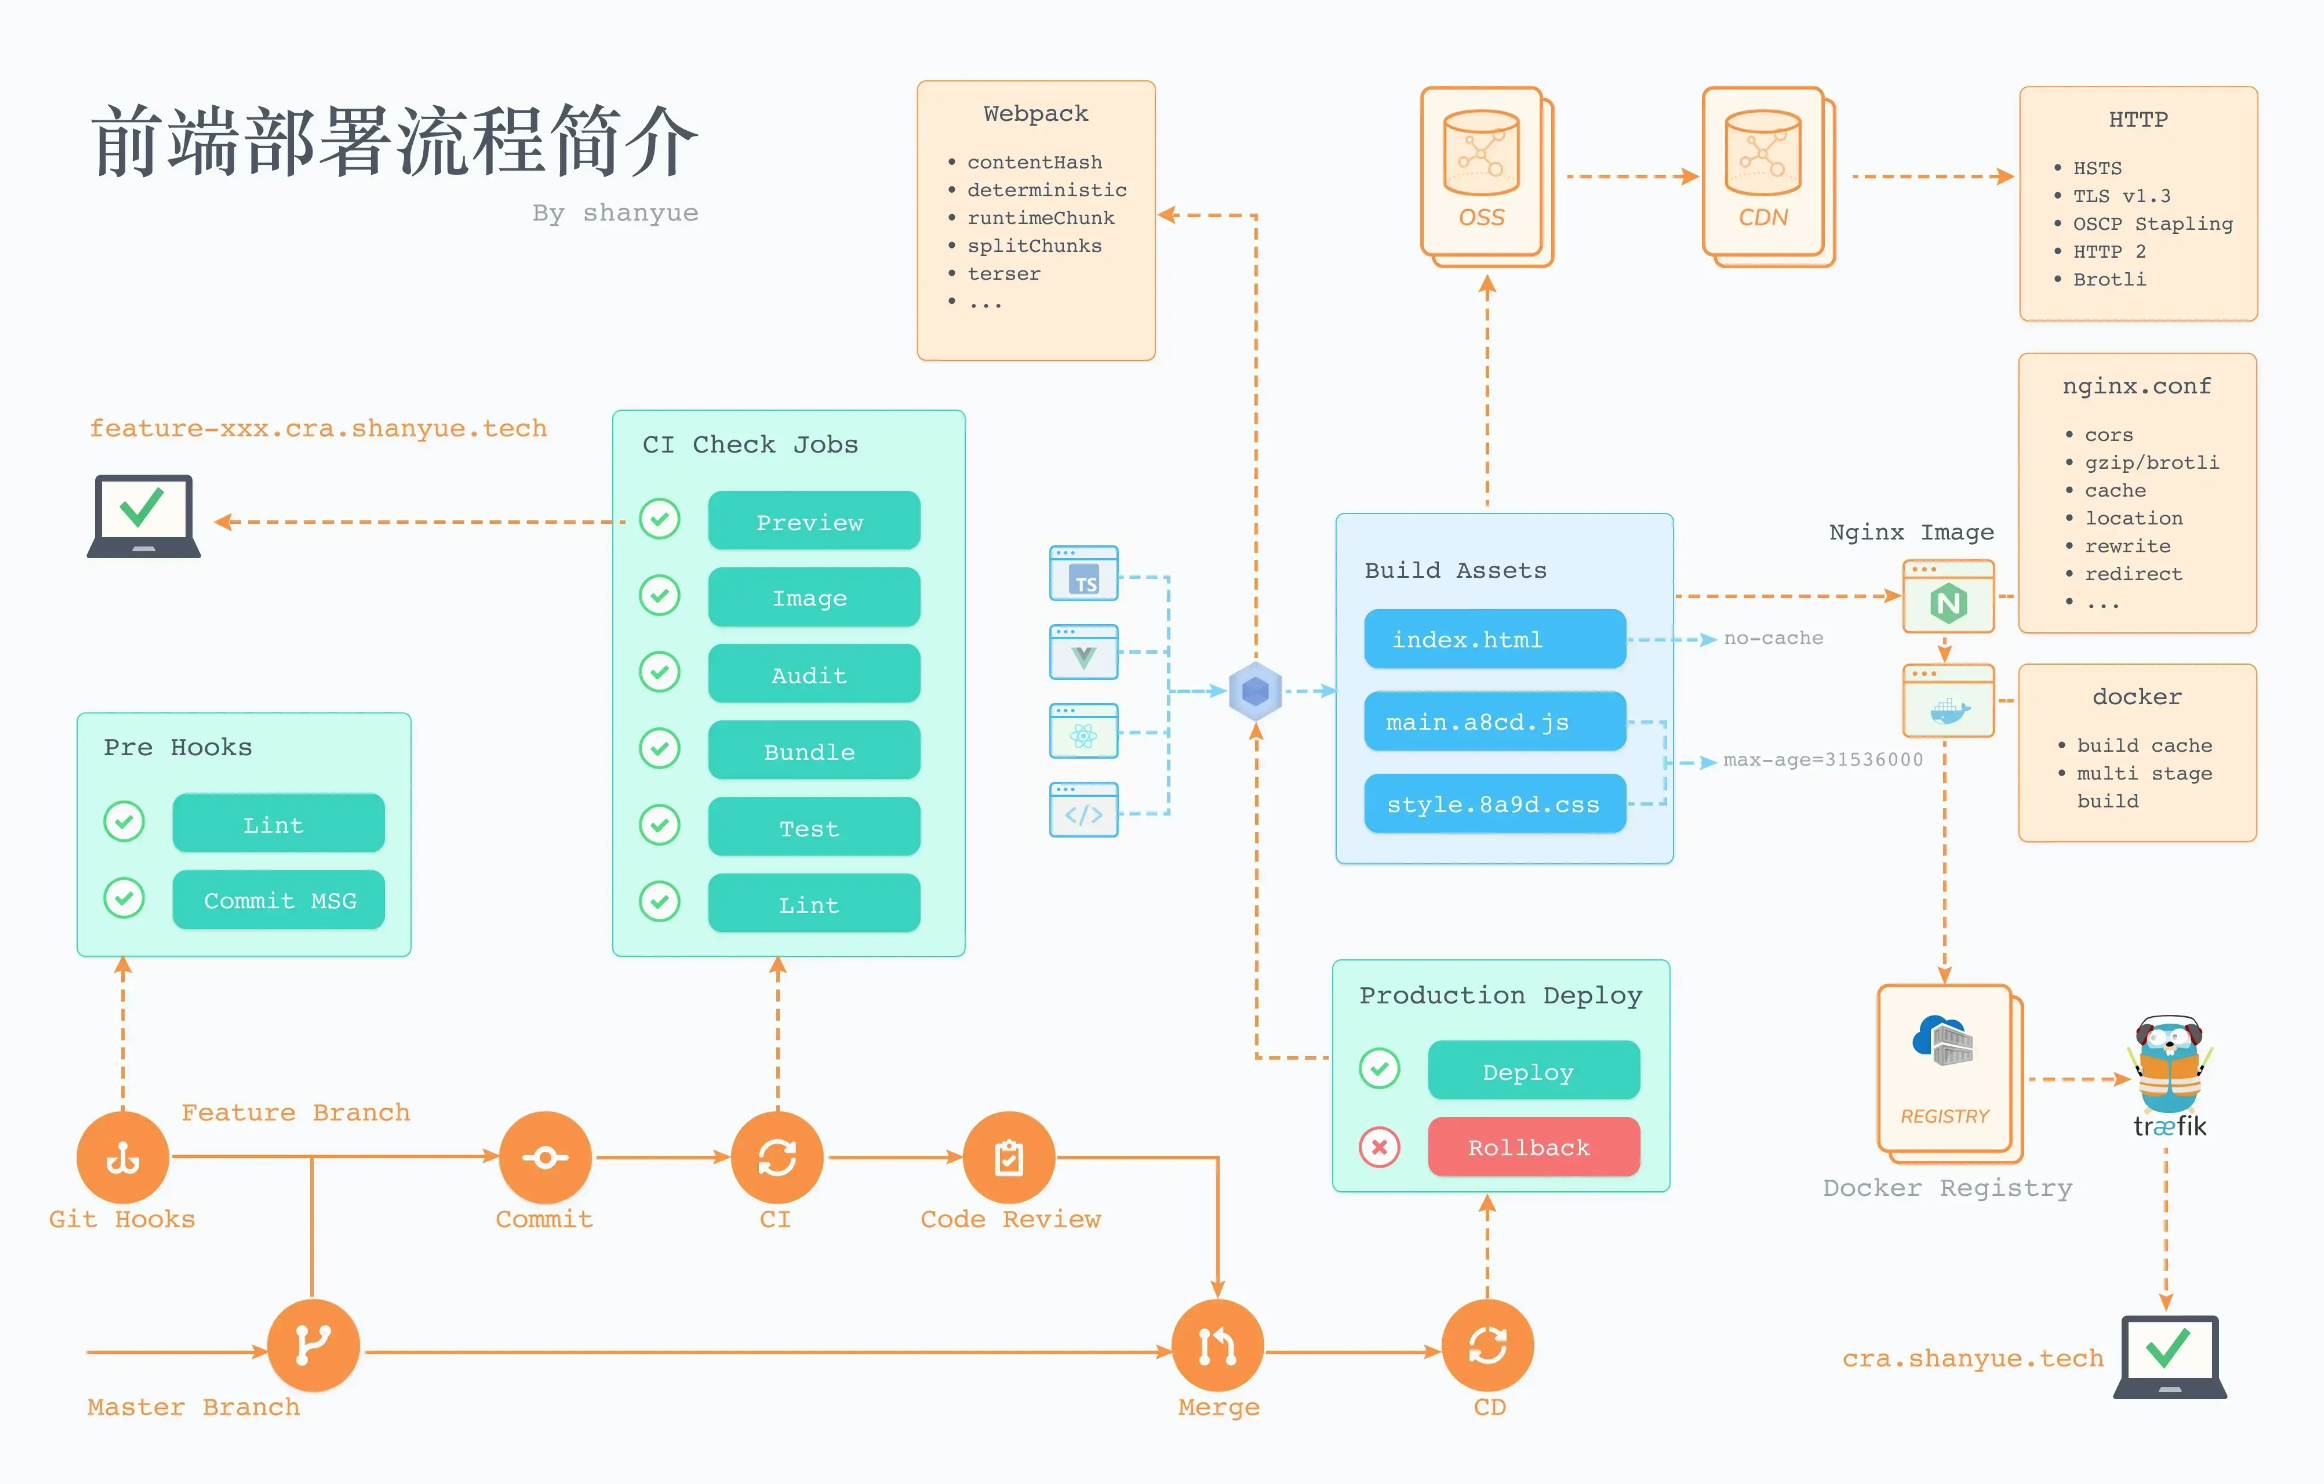 前端部署流程简介
By shanyue
Webpack
• contentHash
• deterministic
• runtimeChunk
• splitChunks
• terser
• ...
OSS
CDN
HTTP
• HSTS
• TLS v1.3
• OSCP Stapling
• HTTP 2
• Brotli
nginx.conf
• cors
• gzip/brotli
• cache
• location
• rewrite
• redirect
• ...
feature-xxx.cra.shanyue.tech
CI Check Jobs
Preview
Image
Audit
Bundle
Test
Lint
Pre Hooks
Lint
Commit MSG
TS
</>
Build Assets
index.html
main.a8cd.js
style.8a9d.css
no-cache
max-age=31536000
Nginx Image
N
docker
• build cache
• multi stage
build
Production Deploy
Deploy
Rollback
REGISTRY
Docker Registry
træfik
Feature Branch
Git Hooks
Commit
CI
Code Review
Master Branch
Merge
CD
cra.shanyue.tech